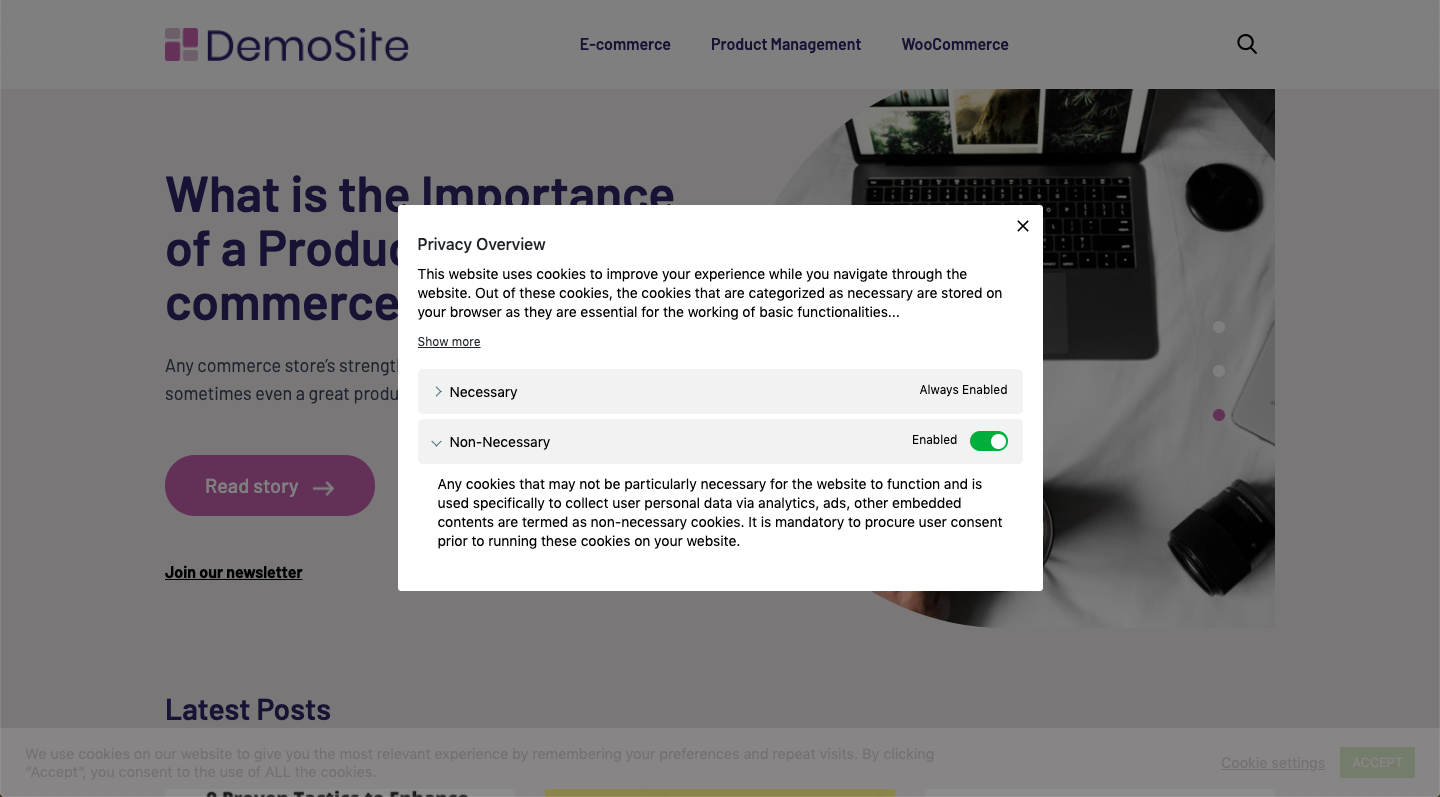 DemoSite
E-commerce
Product Management
WooCommerce
What is the Importance
of a Produc
commerce
Any commerce store’s strength
sometimes even a great produ
Read story
Join our newsletter
Privacy Overview
This website uses cookies to improve your experience while you navigate through the
website. Out of these cookies, the cookies that are categorized as necessary are stored on
your browser as they are essential for the working of basic functionalities...
Show more
Necessary
Always Enabled
Non-Necessary
Enabled
Any cookies that may not be particularly necessary for the website to function and is
used specifically to collect user personal data via analytics, ads, other embedded
contents are termed as non-necessary cookies. It is mandatory to procure user consent
prior to running these cookies on your website.
Latest Posts
We use cookies on our website to give you the most relevant experience by remembering your preferences and repeat visits. By clicking
“Accept”, you consent to the use of ALL the cookies.
Cookie settings
ACCEPT
9 Proven Tactics to Enhance